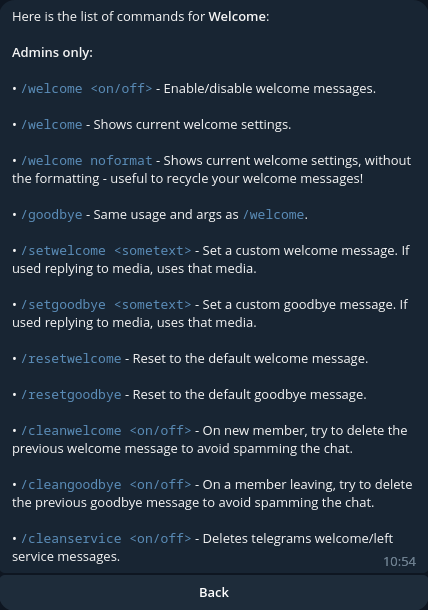 Here is the list of commands for Welcome:
Admins only:
• /welcome <on/off> - Enable/disable welcome messages.
• /welcome - Shows current welcome settings.
• /welcome noformat - Shows current welcome settings, without
the formatting - useful to recycle your welcome messages!
• /goodbye - Same usage and args as /welcome.
• /setwelcome <sometext> - Set a custom welcome message. If
used replying to media, uses that media.
• /setgoodbye <sometext> - Set a custom goodbye message. If
used replying to media, uses that media.
• /resetwelcome - Reset to the default welcome message.
• /resetgoodbye - Reset to the default goodbye message.
• /cleanwelcome <on/off> - On new member, try to delete the
previous welcome message to avoid spamming the chat.
• /cleangoodbye <on/off> - On a member leaving, try to delete
the previous goodbye message to avoid spamming the chat.
• /cleanservice <on/off> - Deletes telegrams welcome/left
service messages.
10:54
Back